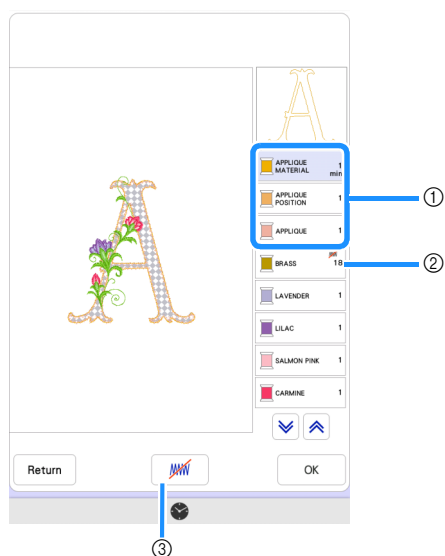 APPLIQUE
MATERIAL 1
min
APPLIQUE
POSITION 1
①
APPLIQUE 1
BRASS 18
②
LAVENDER 1
LILAC 1
SALMON PINK 1
CARMINE 1
Return
OK
③